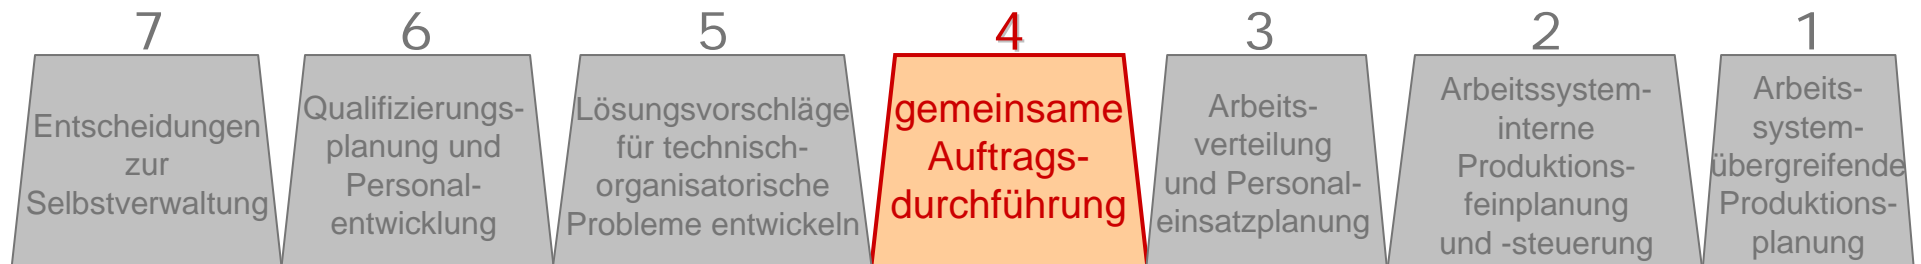 7
Entscheidungen
zur
Selbstverwaltung
6
Qualifizierungs-
planung und
Personal-
entwicklung
5
Lösungsvorschläge
für technisch-
organisatorische
Probleme entwickeln
4
gemeinsame
Auftrags-
durchführung
3
Arbeits-
verteilung
und Personal-
einsatzplanung
2
Arbeitssystem-
interne
Produktions-
feinplanung
und -steuerung
1
Arbeits-
system-
übergreifende
Produktions-
planung